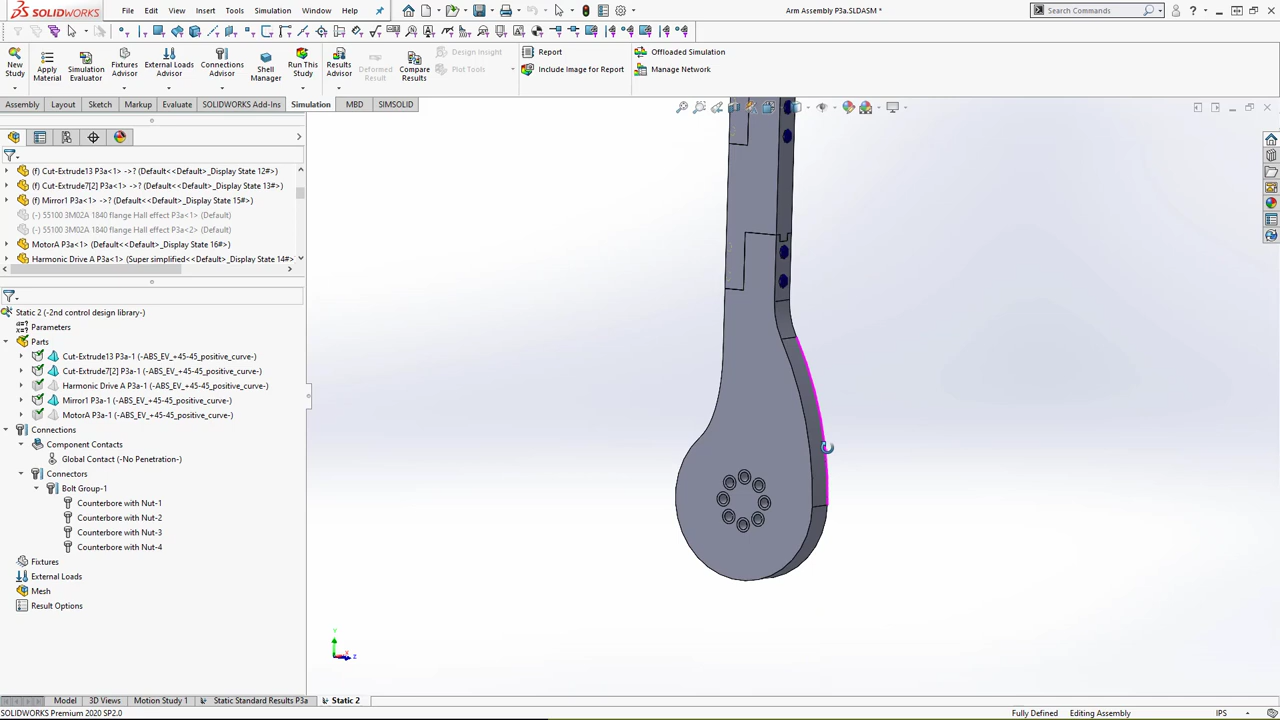 SOLIDWORKS File Edit View Insert Tools Simulation Window Help Arm Assembly P3a.SLDASM * Search Commands
New Study
Apply Material
Simulation Evaluator
Fixtures Advisor
External Loads Advisor
Connections Advisor
Shell Manager
Run This Study
Results Advisor
Deformed Result
Compare Results
Design Insight
Plot Tools
Report
Include Image for Report
Offloaded Simulation
Manage Network
Assembly Layout Sketch Markup Evaluate SOLIDWORKS Add-Ins Simulation MBD SIMSOLID
(f) Cut-Extrude13 P3a<1> ->? (Default<<Default>_Display State 12#>)
(f) Cut-Extrude7[2] P3a<1> ->? (Default<<Default>_Display State 13#>)
(f) Mirror1 P3a<1> ->? (Default<<Default>_Display State 15#>)
(-) 55100 3M02A 1840 flange Hall effect P3a<1> (Default)
(-) 55100 3M02A 1840 flange Hall effect P3a<2> (Default)
MotorA P3a<1> (Default<<Default>_Display State 16#>)
Harmonic Drive A P3a<1> (Super simplified<<Default>_Display State 14#>
Static 2 (-2nd control design library-)
Parameters
Parts
Cut-Extrude13 P3a-1 (-ABS_EV_+45-45_positive_curve-)
Cut-Extrude7[2] P3a-1 (-ABS_EV_+45-45_positive_curve-)
Harmonic Drive A P3a-1 (-ABS_EV_+45-45_positive_curve-)
Mirror1 P3a-1 (-ABS_EV_+45-45_positive_curve-)
MotorA P3a-1 (-ABS_EV_+45-45_positive_curve-)
Connections
Component Contacts
Global Contact (-No Penetration-)
Connectors
Bolt Group-1
Counterbore with Nut-1
Counterbore with Nut-2
Counterbore with Nut-3
Counterbore with Nut-4
Fixtures
External Loads
Mesh
Result Options
Y
X
Z
Model 3D Views Motion Study 1 Static Standard Results P3a Static 2
SOLIDWORKS Premium 2020 SP2.0 Fully Defined Editing Assembly IPS